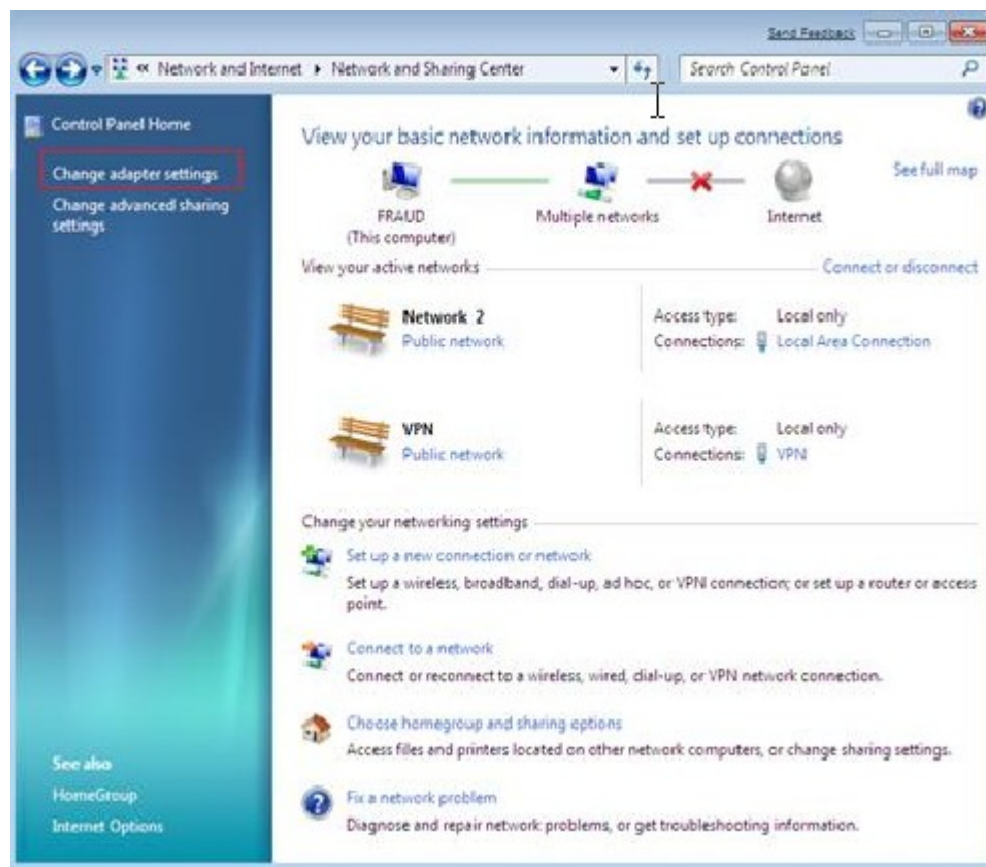 Send Feedback
« Network and Internet ▸ Network and Sharing Center
Search Control Panel
Control Panel Home
Change adapter settings
Change advanced sharing
settings
See also
HomeGroup
Internet Options
View your basic network information and set up connections
See full map
FRAUD
(This computer)
Multiple networks
Internet
View your active networks
Connect or disconnect
Network 2
Public network
Access type: Local only
Connections: Local Area Connection
VPN
Public network
Access type: Local only
Connections: VPN
Change your networking settings
Set up a new connection or network
Set up a wireless, broadband, dial-up, ad hoc, or VPN connection; or set up a router or access
point.
Connect to a network
Connect or reconnect to a wireless, wired, dial-up, or VPN network connection.
Choose homegroup and sharing options
Access files and printers located on other network computers, or change sharing settings.
Fix a network problem
Diagnose and repair network problems, or get troubleshooting information.